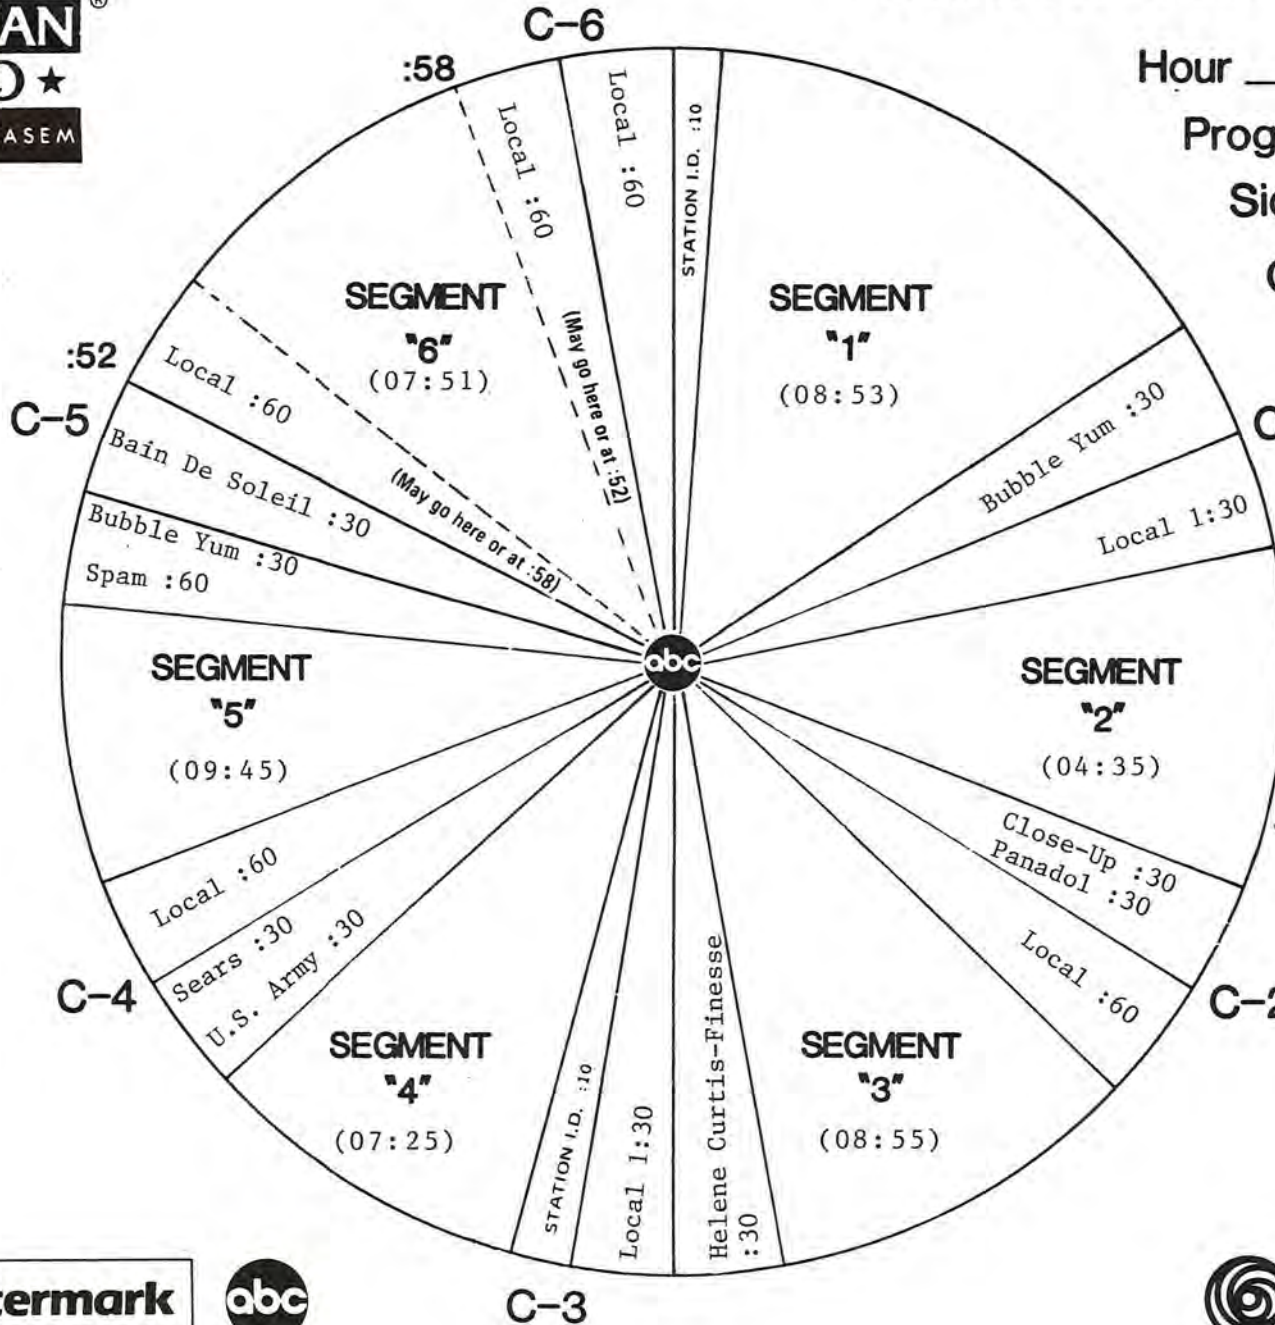 AN ®
★
ASEM
C-6
:58
Hour
Prog
Local :60
Local :60
STATION I.D. :10
SEGMENT
"6"
(07:51)
(May go here or at :52)
SEGMENT
"1"
(08:53)
:52
C-5
Local :60
(May go here or at :58)
Bain De Soleil :30
Bubble Yum :30
Spam :60
Bubble Yum :30
Local 1:30
abc
SEGMENT
"5"
(09:45)
SEGMENT
"2"
(04:35)
Close-Up :30
Panadol :30
Local :60
Local :60
C-4
Sears :30
U.S. Army :30
C-2
SEGMENT
"4"
(07:25)
STATION I.D. :10
Local 1:30
Helene Curtis-Finesse
:30
SEGMENT
"3"
(08:55)
termark
abc
C-3